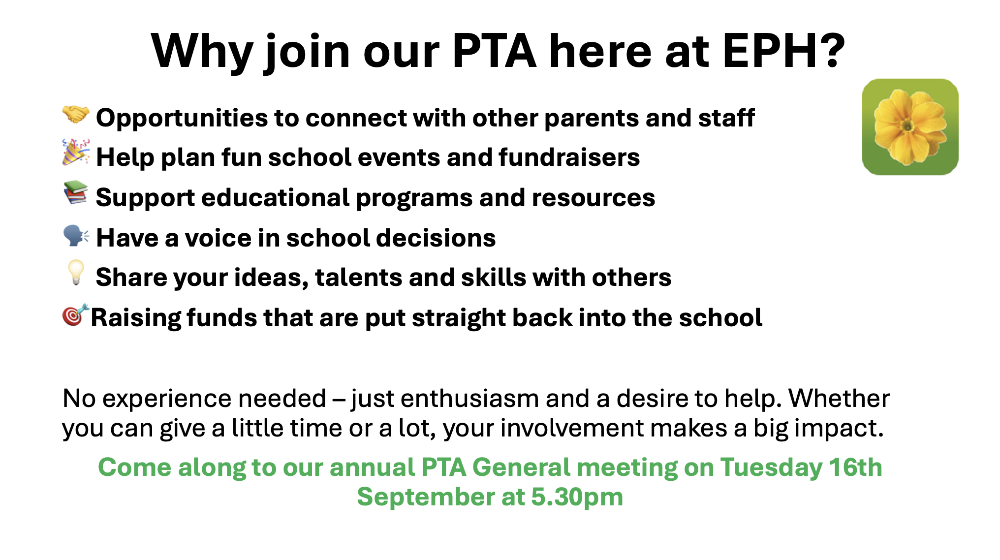 Why join our PTA here at EPH?
🤝 Opportunities to connect with other parents and staff
🎉 Help plan fun school events and fundraisers
📚 Support educational programs and resources
🗣️ Have a voice in school decisions
💡 Share your ideas, talents and skills with others
🎯Raising funds that are put straight back into the school
No experience needed – just enthusiasm and a desire to help. Whether
you can give a little time or a lot, your involvement makes a big impact.
Come along to our annual PTA General meeting on Tuesday 16th
September at 5.30pm